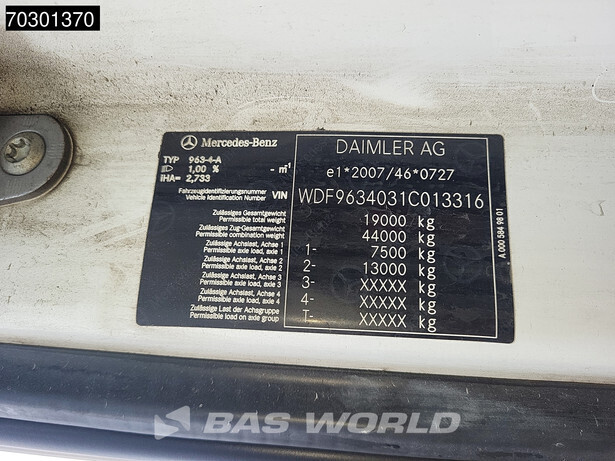 70301370
Mercedes-Benz
DAIMLER AG
TYP 963-4-A
1,00 % - m⁻¹
iHA= 2,733
e1*2007/46*0727
Fahrzeugidentifizierungsnummer
Vehicle Identification Number VIN WDF9634031C013316
Zulässiges Gesamtgewicht
Permissible total weight 19000 kg
Zulässiges Zug-Gesamtgewicht
Permissible combination weight 44000 kg
Zulässige Achslast, Achse 1
Permissible axle load, axle 1 1- 7500 kg
Zulässige Achslast, Achse 2
Permissible axle load, axle 2 2- 13000 kg
Zulässige Achslast, Achse 3
Permissible axle load, axle 3 3- XXXXX kg
Zulässige Achslast, Achse 4
Permissible axle load, axle 4 4- XXXXX kg
Zulässige Last der Achsgruppe
Permissible load on axle group T- XXXXX kg
A 000 584 98 01
BAS WORLD